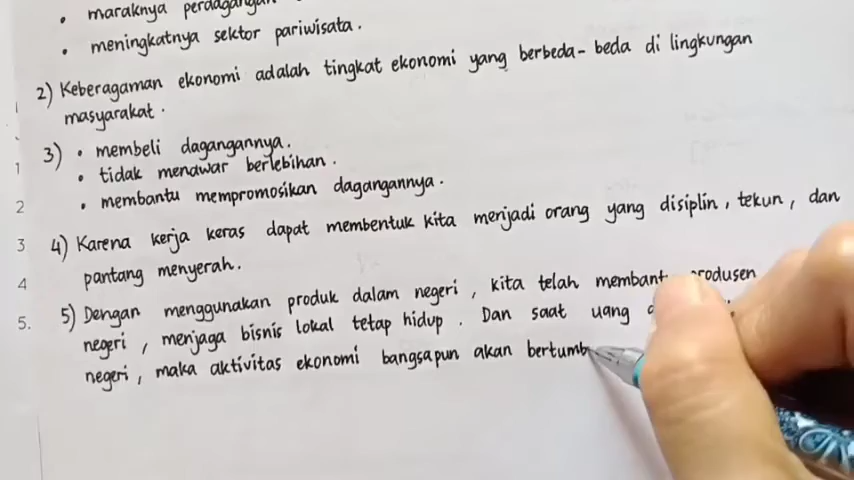 • maraknya
• meningkatnya sektor pariwisata.
2) Keberagaman ekonomi adalah tingkat ekonomi yang berbeda-beda di lingkungan
masyarakat.
3) • membeli dagangannya.
• tidak menawar berlebihan.
• membantu mempromosikan dagangannya.
4) Karena kerja keras dapat membentuk kita menjadi orang yang disiplin, tekun, dan
pantang menyerah.
5) Dengan menggunakan produk dalam negeri, kita telah membantu produsen
negeri, menjaga bisnis lokal tetap hidup. Dan saat uang
negeri, maka aktivitas ekonomi bangsapun akan bertumb
1
2
3
4
5.